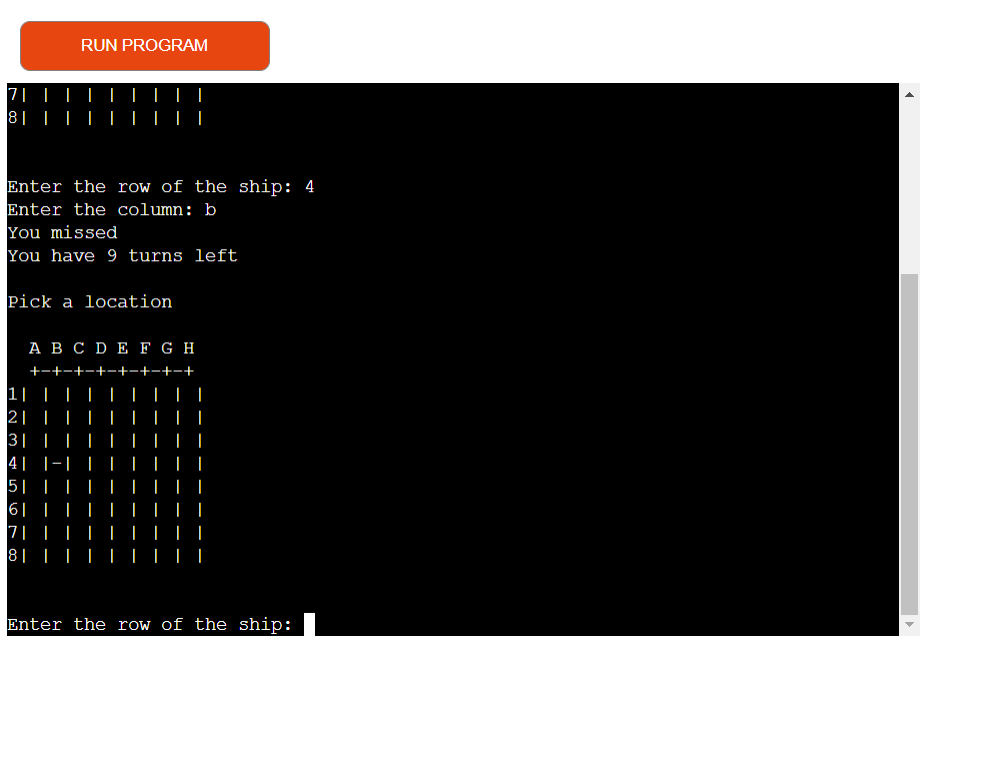 RUN PROGRAM
7| | | | | | | | |
8| | | | | | | | |
Enter the row of the ship: 4
Enter the column: b
You missed
You have 9 turns left
Pick a location
  A B C D E F G H
  +-+-+-+-+-+-+-+
1| | | | | | | | |
2| | | | | | | | |
3| | | | | | | | |
4| |-| | | | | | |
5| | | | | | | | |
6| | | | | | | | |
7| | | | | | | | |
8| | | | | | | | |
Enter the row of the ship: